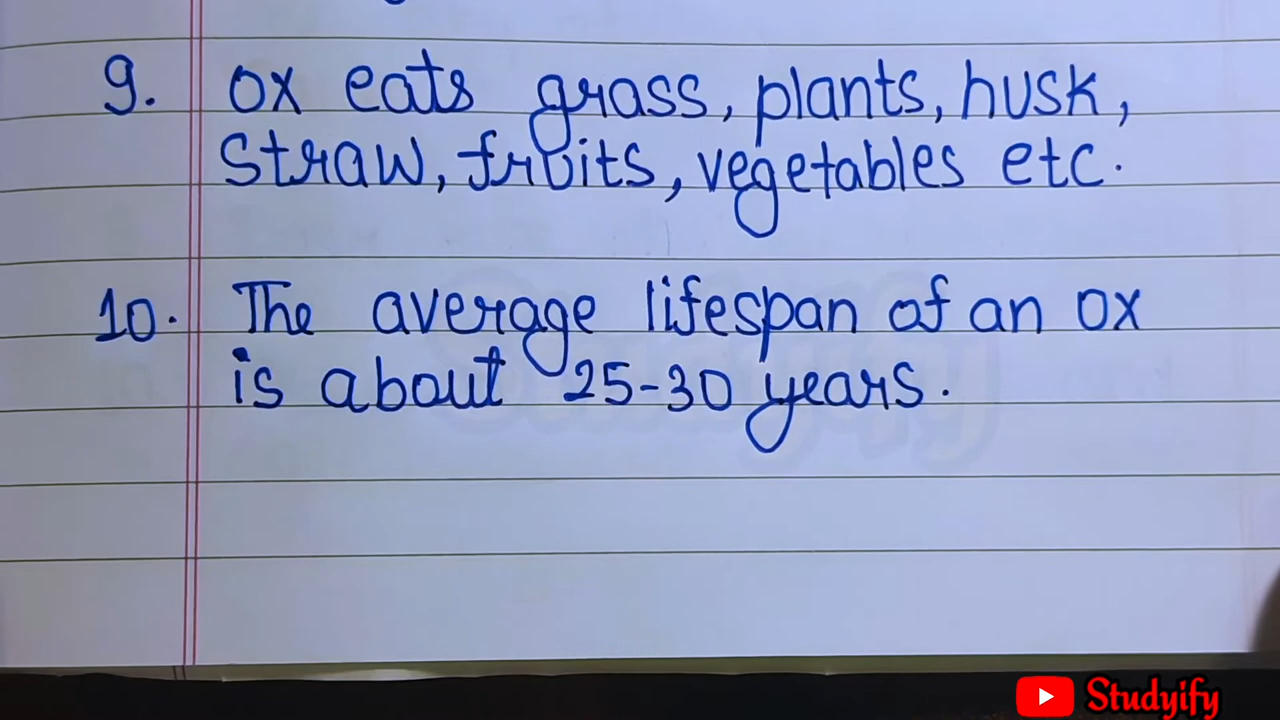 9. Ox eats grass, plants, husk,
straw, fruits, vegetables etc.
10. The average lifespan of an ox
is about 25-30 years.
Studyify